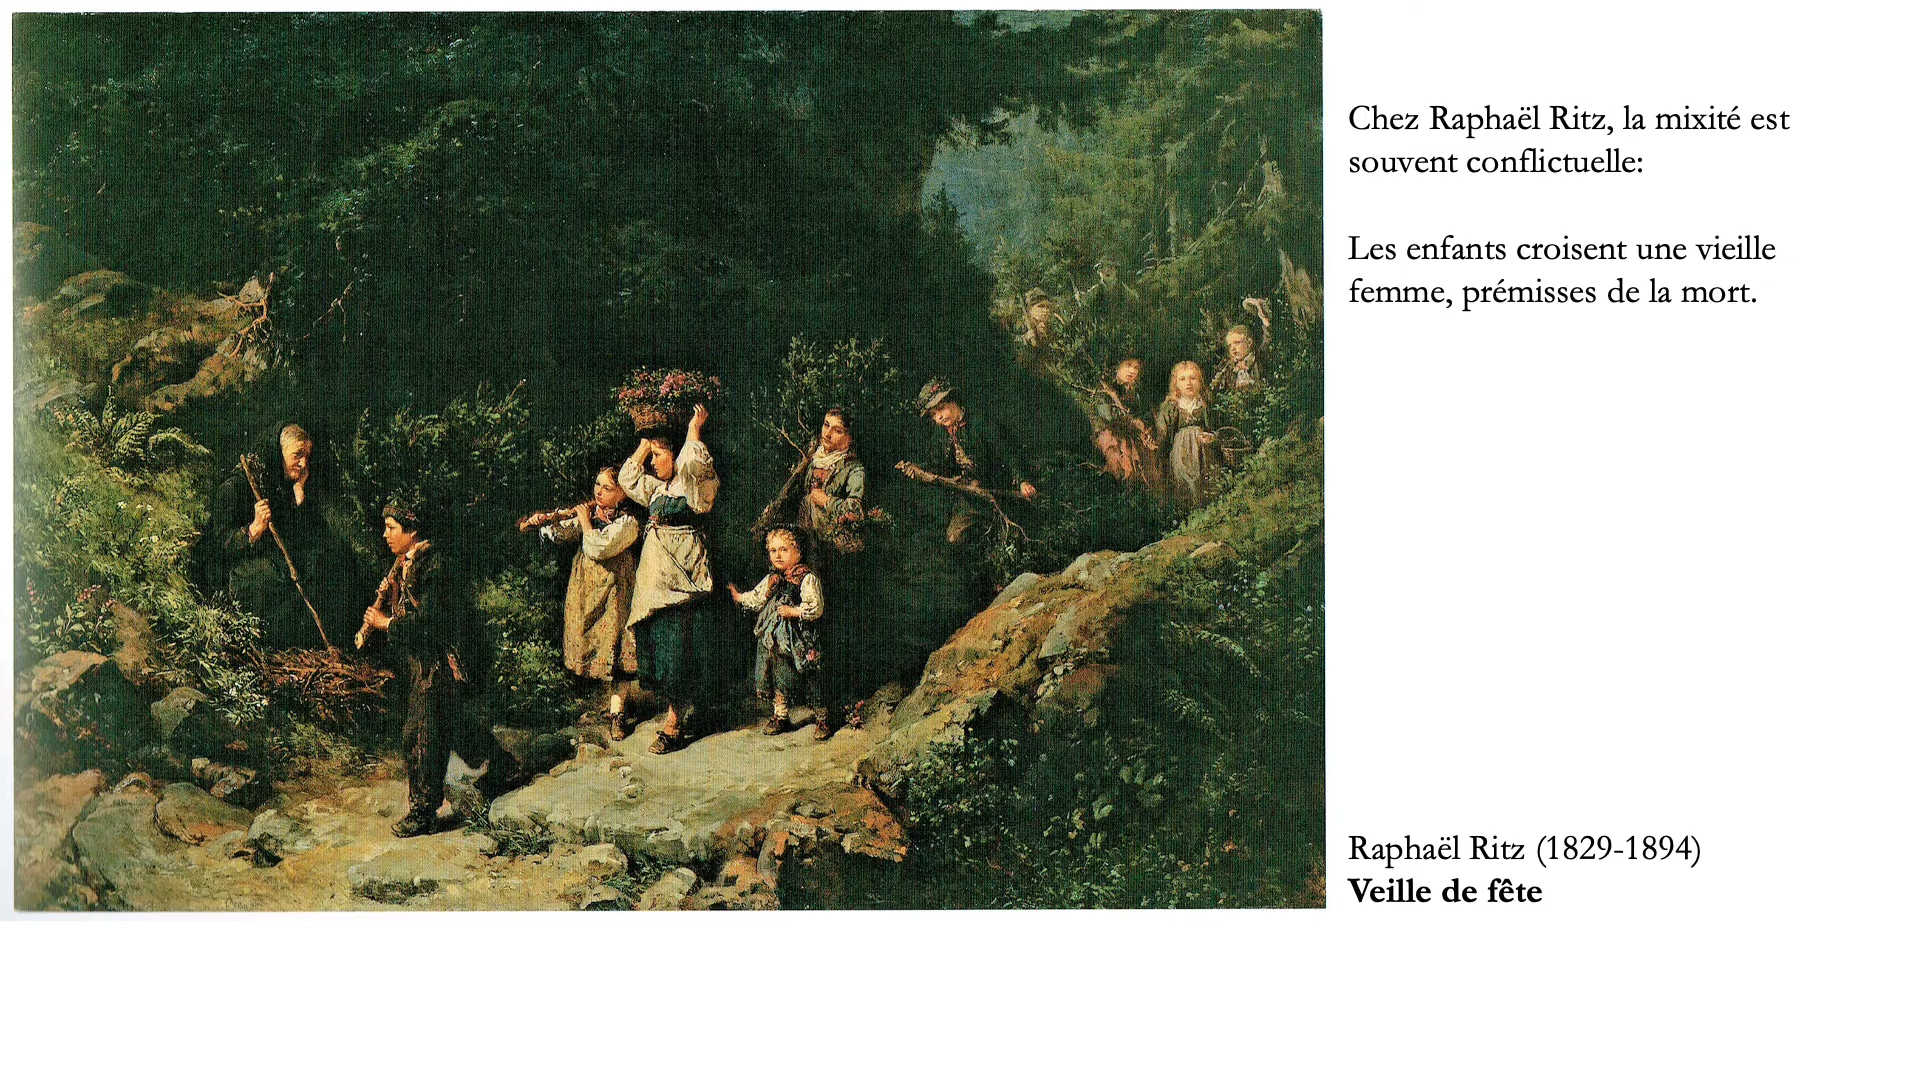 Chez Raphaël Ritz, la mixité est
souvent conflictuelle:
Les enfants croisent une vieille
femme, prémisses de la mort.
Raphaël Ritz (1829-1894)
Veille de fête